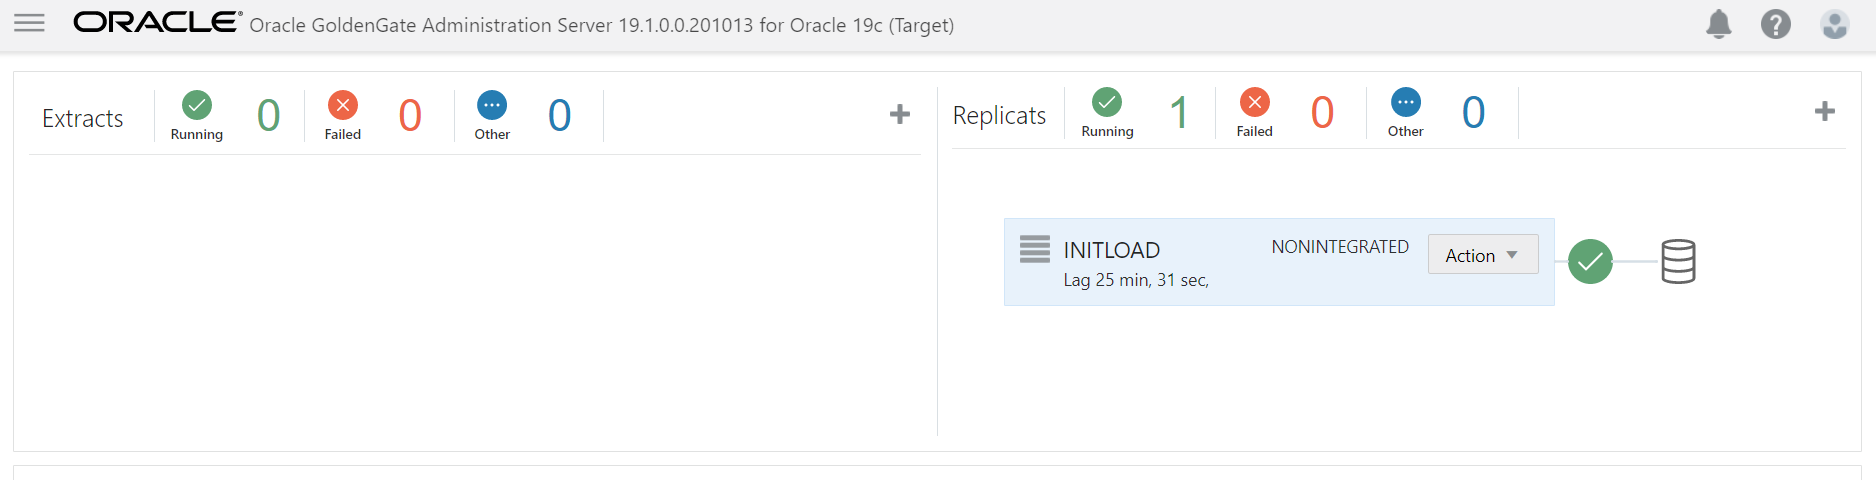 ORACLE® Oracle GoldenGate Administration Server 19.1.0.0.201013 for Oracle 19c (Target)
Extracts Running 0 Failed 0 Other 0
Replicats Running 1 Failed 0 Other 0
INITLOAD NONINTEGRATED Action
Lag 25 min, 31 sec,